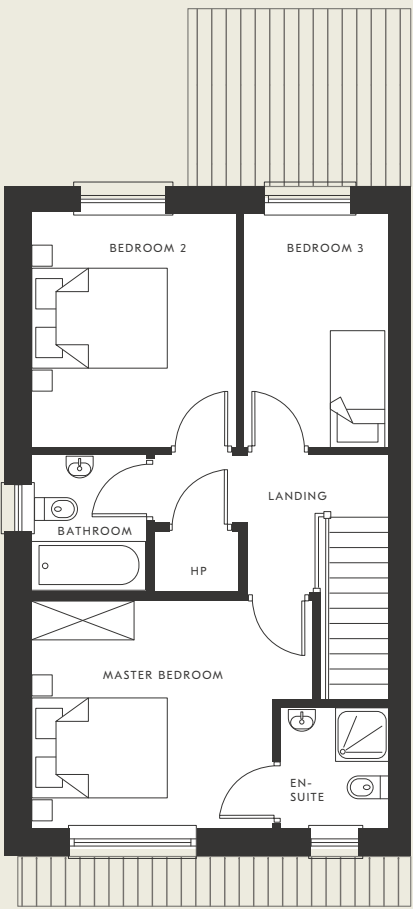 BEDROOM 2
BEDROOM 3
LANDING
BATHROOM
HP
MASTER BEDROOM
EN-
SUITE